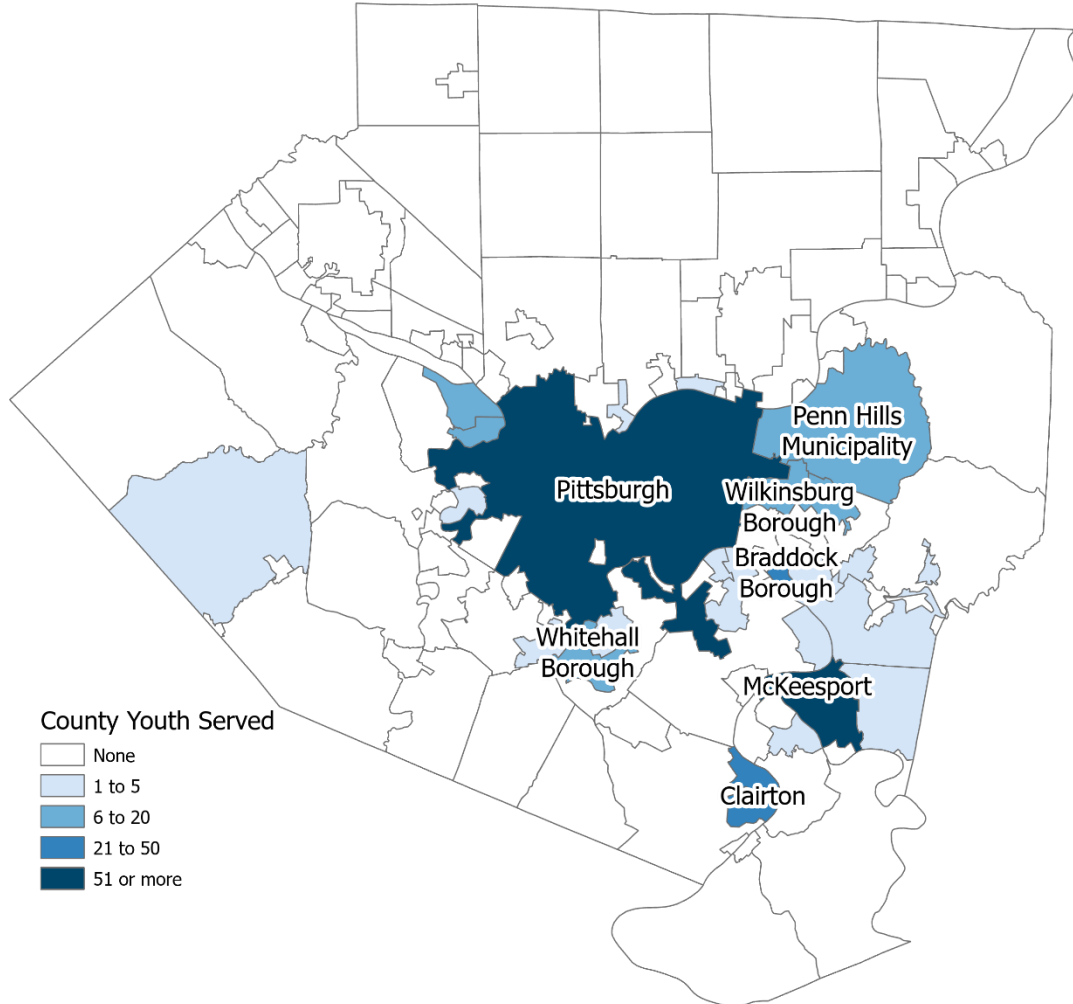 Penn Hills
Municipality
Pittsburgh
Wilkinsburg
Borough
Braddock
Borough
Whitehall
Borough
McKeesport
Clairton
County Youth Served
None
1 to 5
6 to 20
21 to 50
51 or more